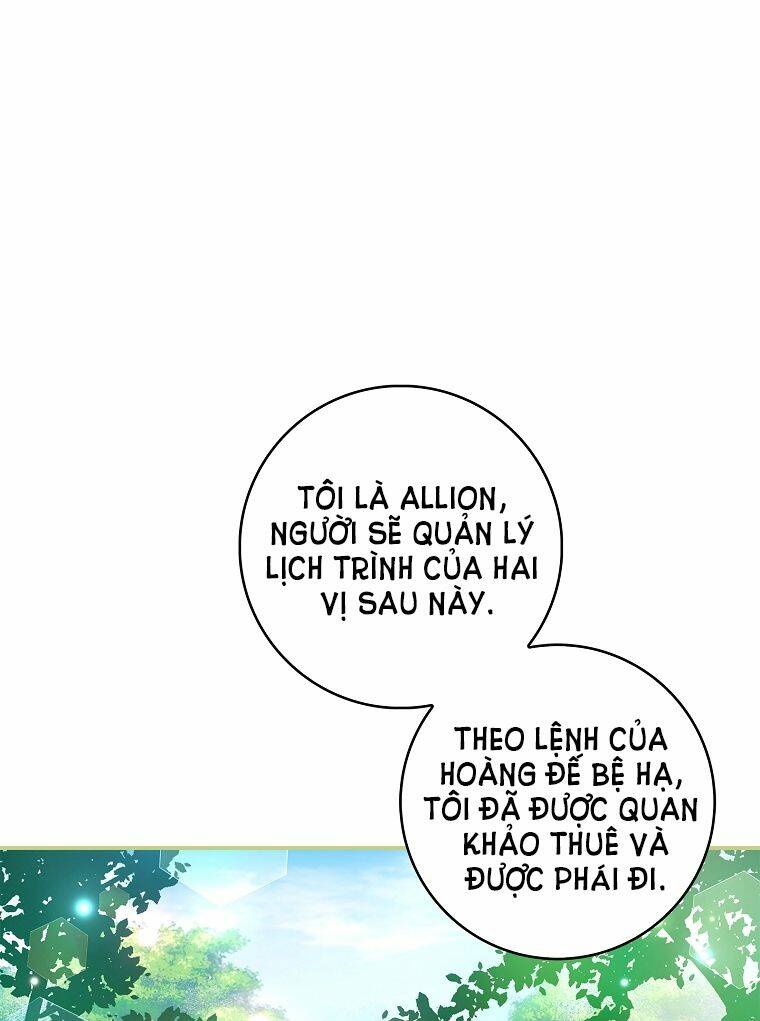 TÔI LÀ ALLION,
NGƯỜI SẼ QUẢN LÝ
LỊCH TRÌNH CỦA HAI
VỊ SAU NÀY.
THEO LỆNH CỦA
HOÀNG ĐẾ BỆ HẠ,
TÔI ĐÃ ĐƯỢC QUAN
KHẢO THUÊ VÀ
ĐƯỢC PHÁI ĐI.